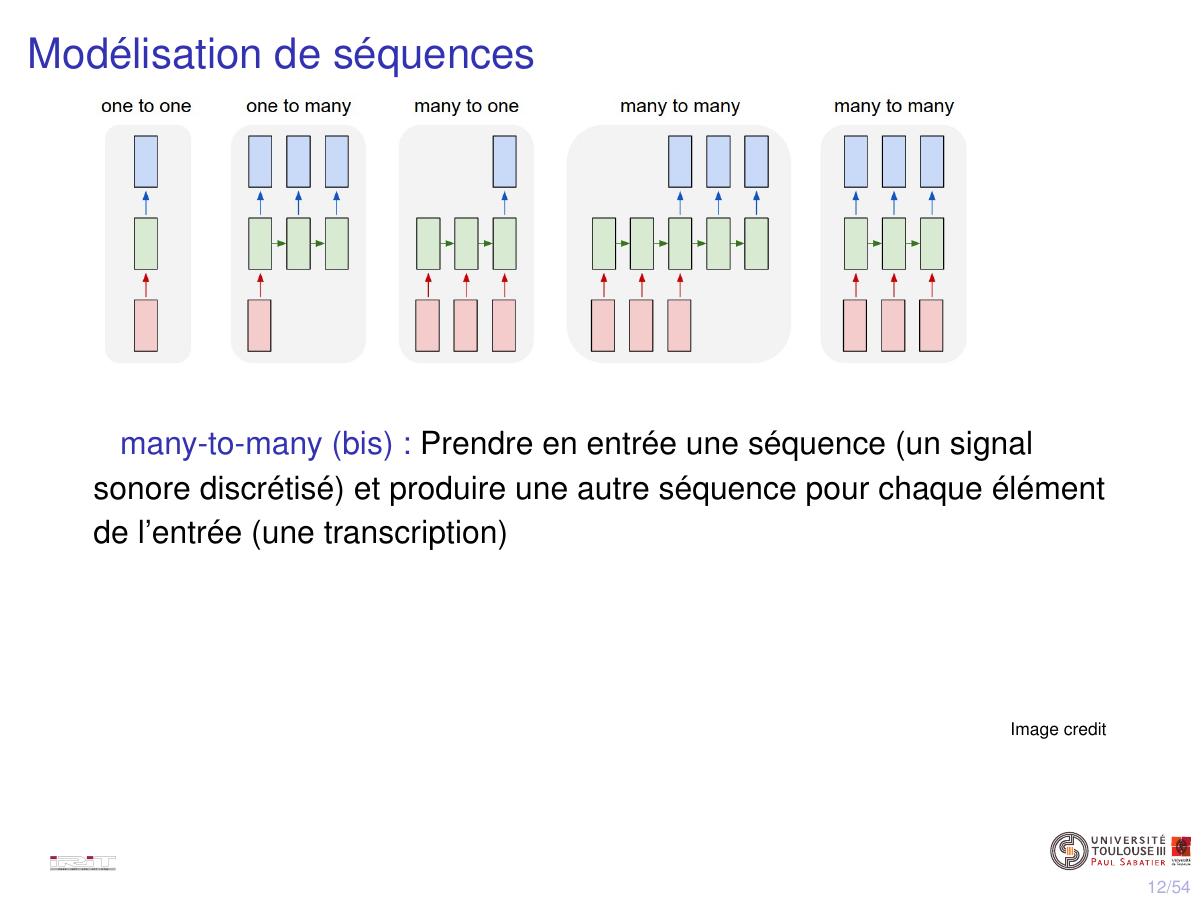 Modélisation de séquences
one to one one to many many to one many to many many to many
many-to-many (bis) : Prendre en entrée une séquence (un signal
sonore discrétisé) et produire une autre séquence pour chaque élément
de l'entrée (une transcription)
Image credit
IRIT
UNIVERSITÉ
TOULOUSE III
PAUL SABATIER
12/54